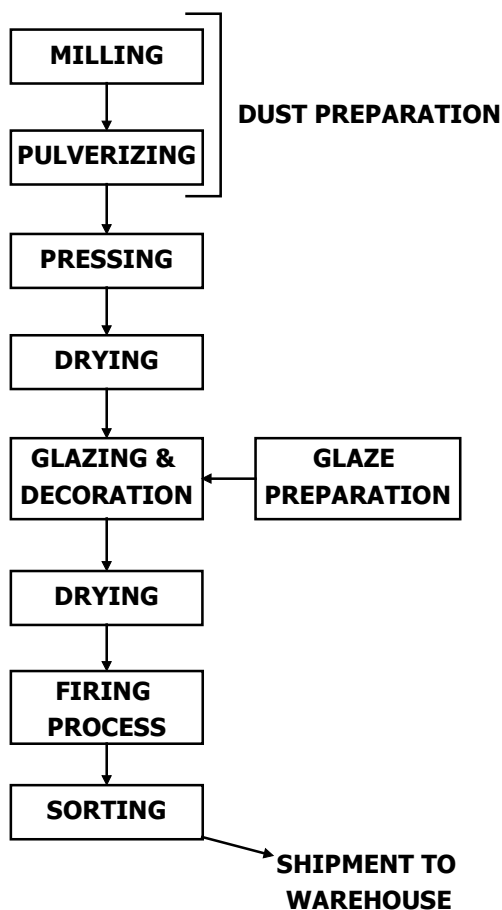 MILLING
DUST PREPARATION
PULVERIZING
PRESSING
DRYING
GLAZING &
DECORATION
GLAZE
PREPARATION
DRYING
FIRING
PROCESS
SORTING
SHIPMENT TO
WAREHOUSE